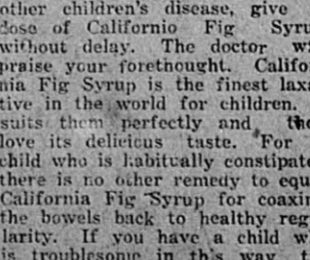 other children's disease, give
dose of Californio Fig Syru
without delay. The doctor w
praise your forethought. Califo
nia Fig Syrup is the finest lax
tive in the world for children.
suits them perfectly and the
love its delicious taste. For
child who is habitually constipate
there is no other remedy to equ
California Fig Syrup for coaxin
the bowels back to healthy reg
larity. If you have a child w
is troublesome in this way t